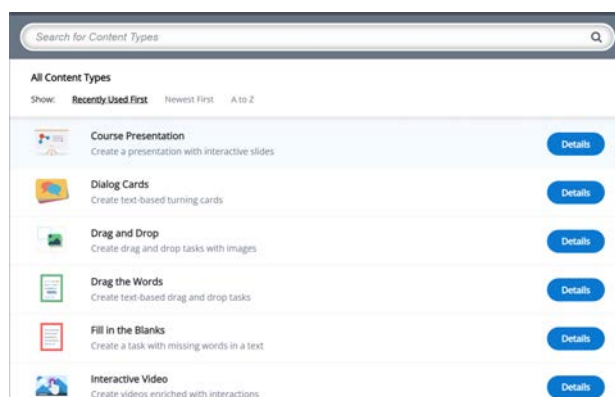 Search for Content Types
All Content Types
Show: Recently Used First Newest First A to Z
Course Presentation
Create a presentation with interactive slides
Details
Dialog Cards
Create text-based turning cards
Details
Drag and Drop
Create drag and drop tasks with images
Details
Drag the Words
Create text-based drag and drop tasks
Details
Fill in the Blanks
Create a task with missing words in a text
Details
Interactive Video
Create videos enriched with interactions
Details